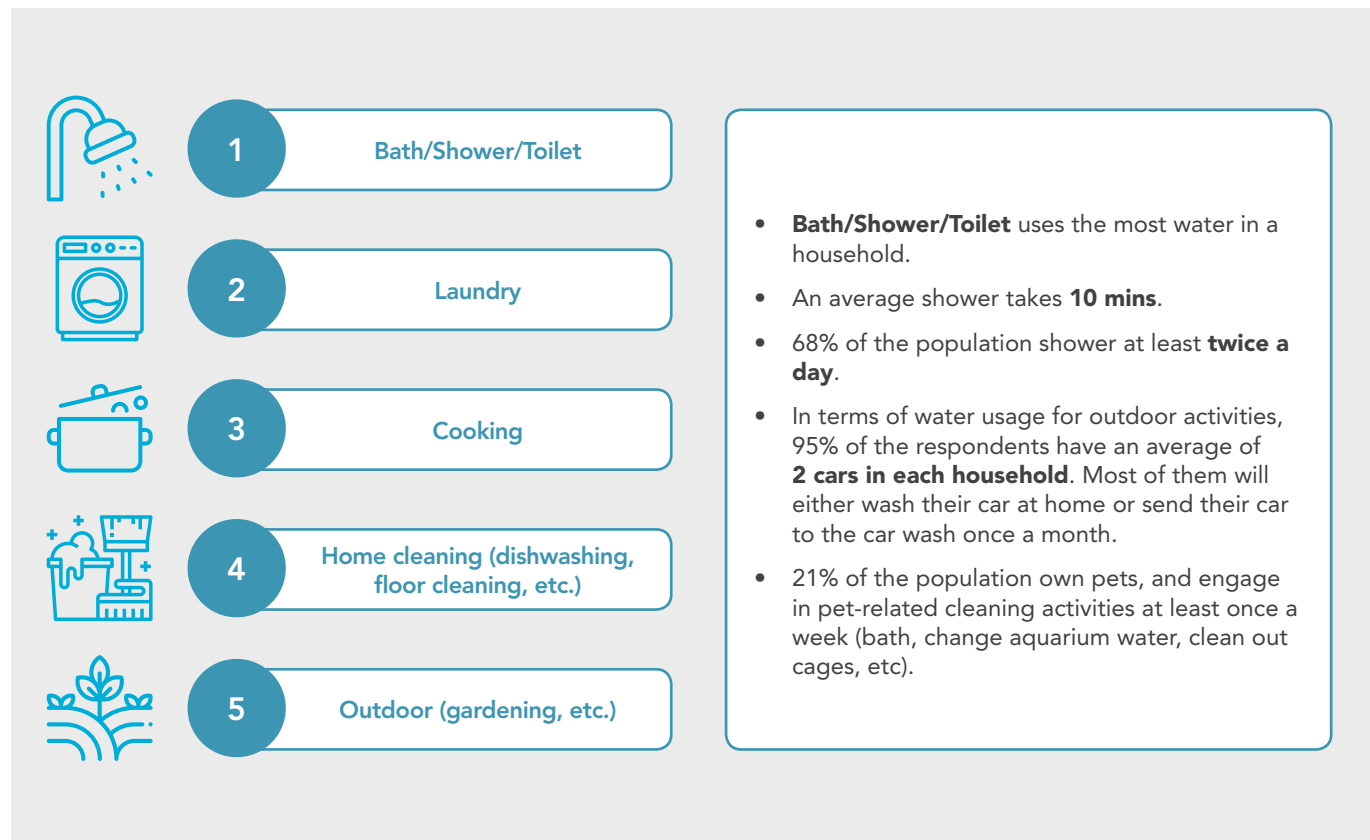 1
Bath/Shower/Toilet
2
Laundry
3
Cooking
4
Home cleaning (dishwashing,
floor cleaning, etc.)
5
Outdoor (gardening, etc.)
• Bath/Shower/Toilet uses the most water in a
household.
• An average shower takes 10 mins.
• 68% of the population shower at least twice a
day.
• In terms of water usage for outdoor activities,
95% of the respondents have an average of
2 cars in each household. Most of them will
either wash their car at home or send their car
to the car wash once a month.
• 21% of the population own pets, and engage
in pet-related cleaning activities at least once a
week (bath, change aquarium water, clean out
cages, etc).